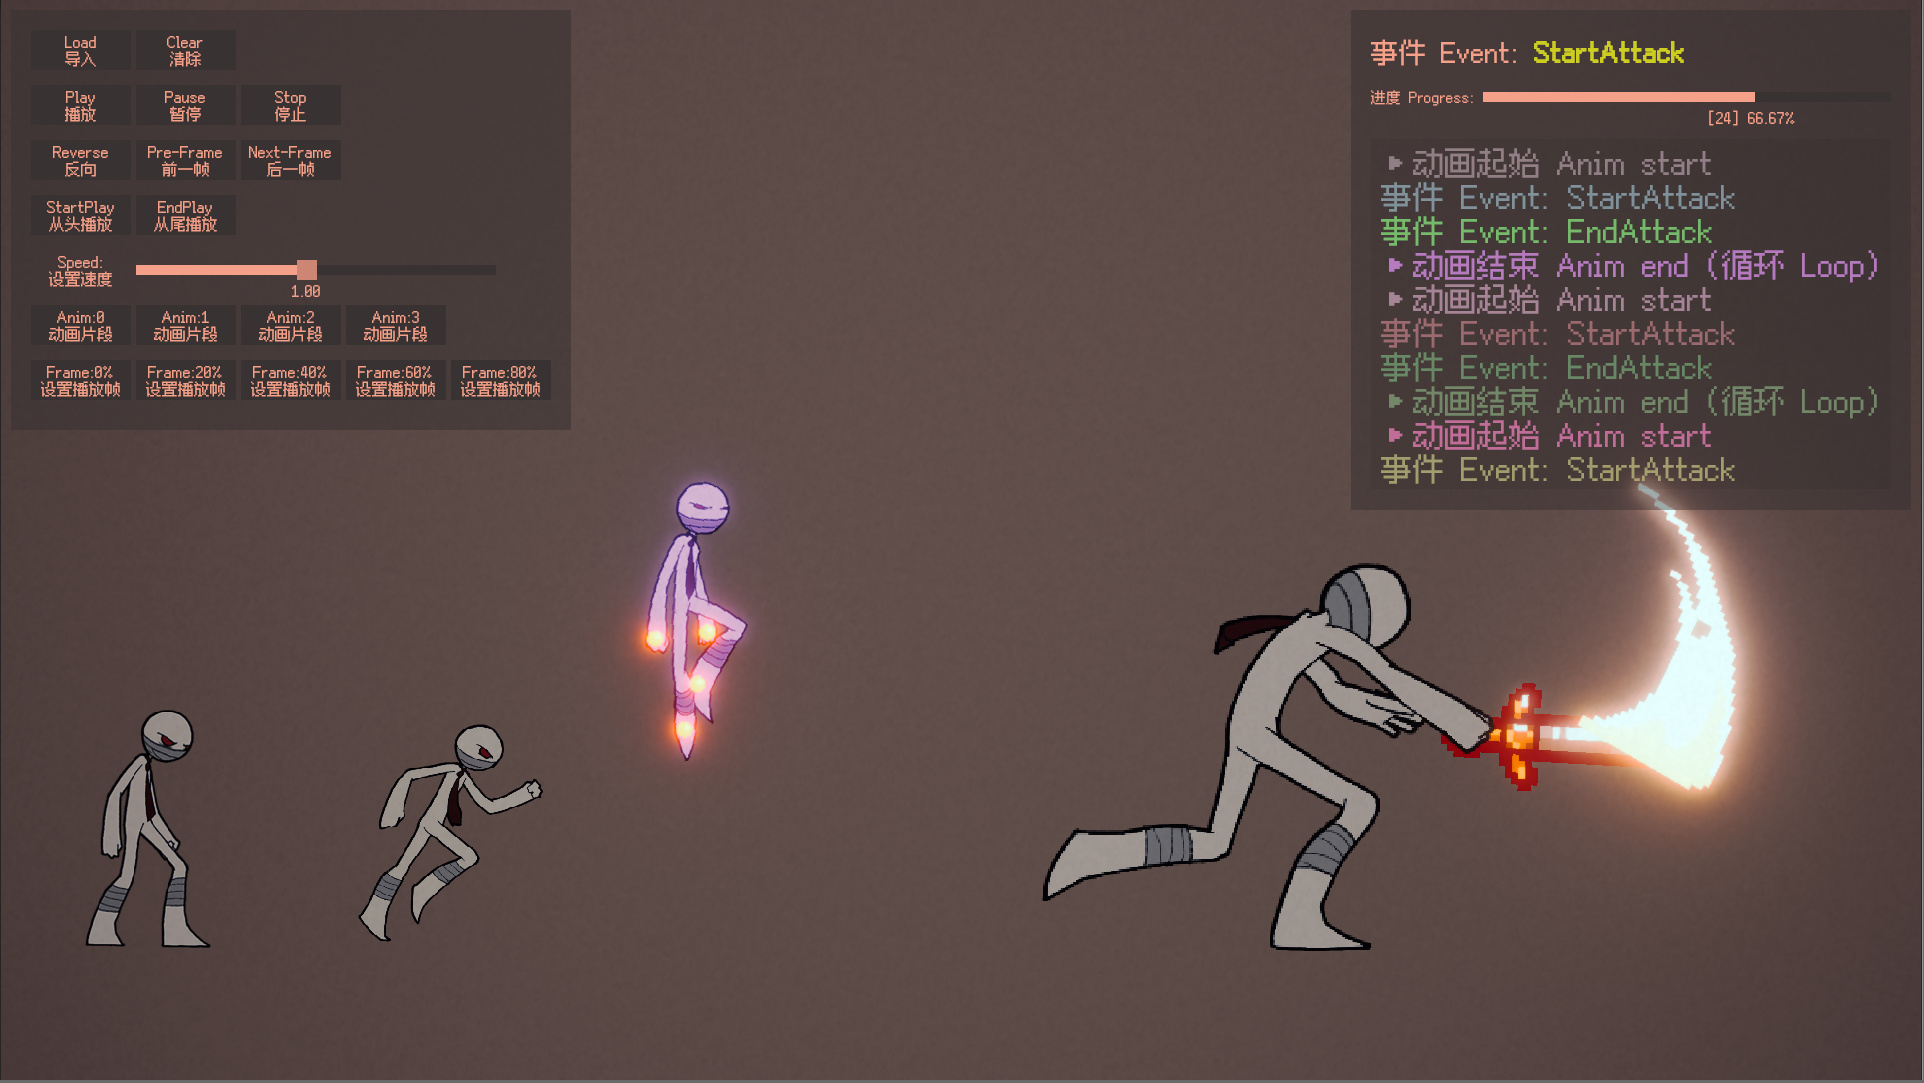 Load
导入
Clear
清除
Play
播放
Pause
暂停
Stop
停止
Reverse
反向
Pre-Frame
前一帧
Next-Frame
后一帧
StartPlay
从头播放
EndPlay
从尾播放
Speed:
设置速度
1.00
Anim:0
动画片段
Anim:1
动画片段
Anim:2
动画片段
Anim:3
动画片段
Frame:0%
设置播放帧
Frame:20%
设置播放帧
Frame:40%
设置播放帧
Frame:60%
设置播放帧
Frame:80%
设置播放帧
事件 Event: StartAttack
进度 Progress:
[24] 66.67%
▶动画起始 Anim start
事件 Event: StartAttack
事件 Event: EndAttack
▶动画结束 Anim end (循环 Loop)
▶动画起始 Anim start
事件 Event: StartAttack
事件 Event: EndAttack
▶动画结束 Anim end (循环 Loop)
▶动画起始 Anim start
事件 Event: StartAttack